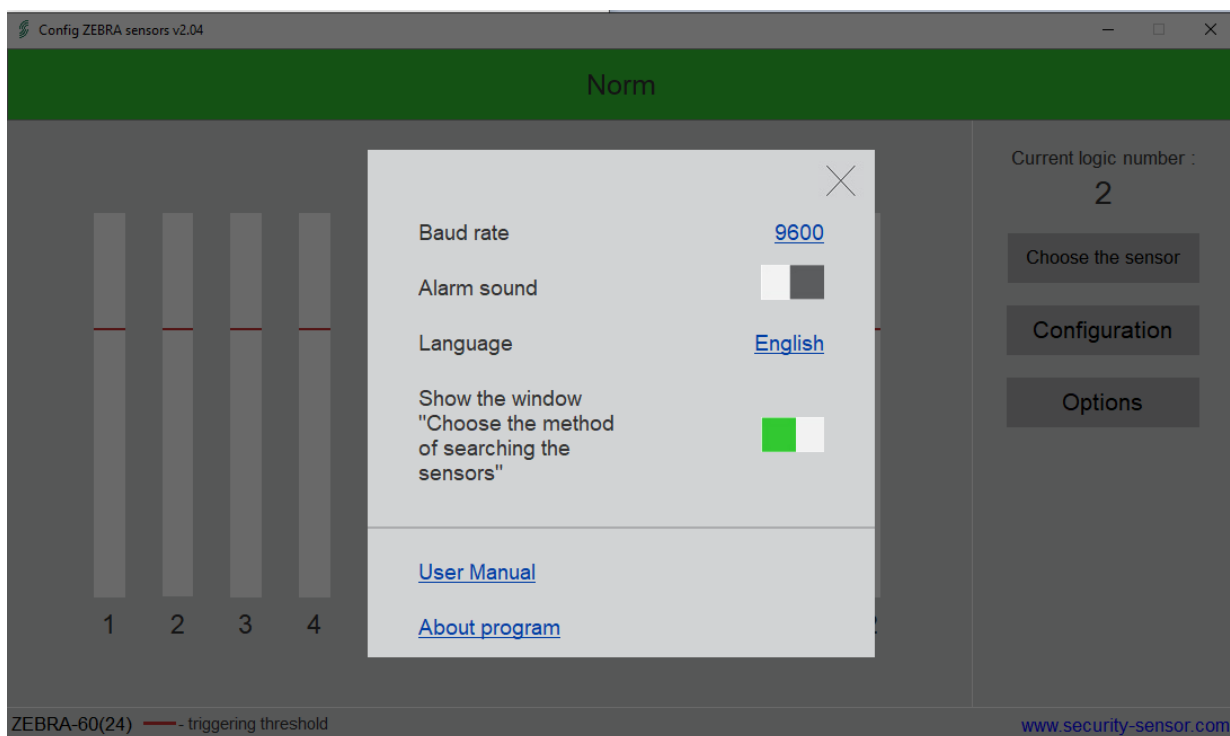 Config ZEBRA sensors v2.04
Norm
Current logic number :
2
Choose the sensor
Configuration
Options
Baud rate
9600
Alarm sound
Language
English
Show the window
"Choose the method
of searching the
sensors"
User Manual
About program
1 2 3 4
ZEBRA-60(24) - triggering threshold
www.security-sensor.com